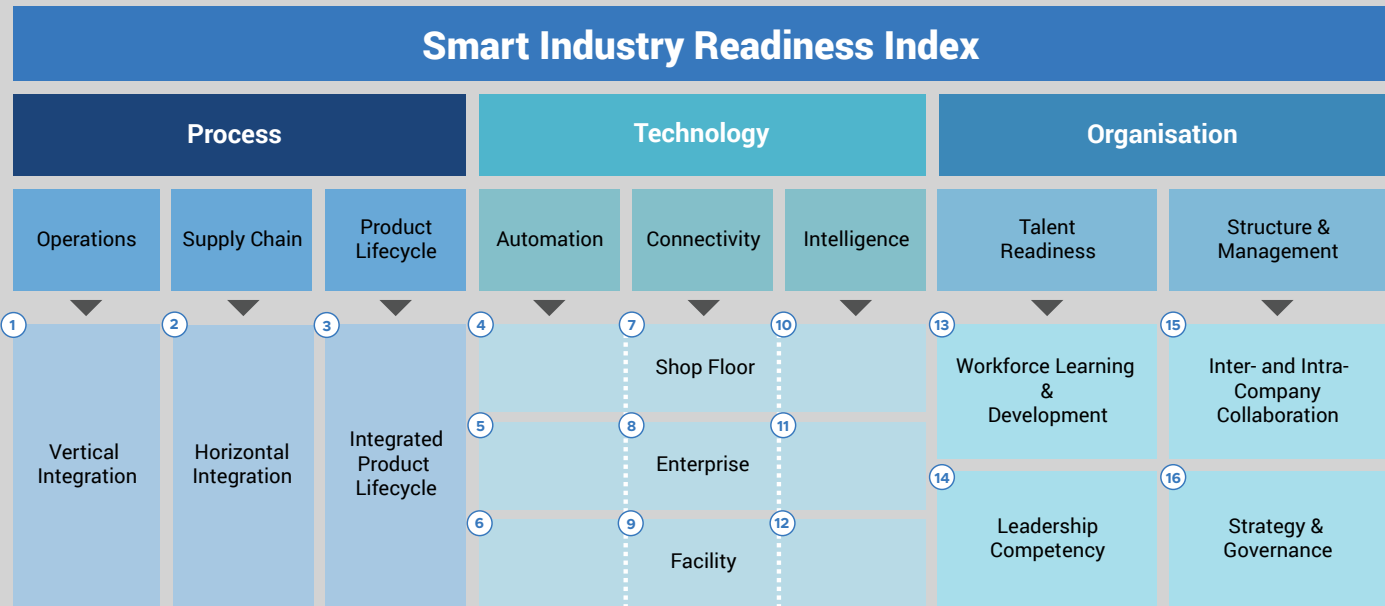 Smart Industry Readiness Index
Process
Technology
Organisation
Operations
Supply Chain
Product
Lifecycle
Automation
Connectivity
Intelligence
Talent
Readiness
Structure &
Management
1
Vertical
Integration
2
Horizontal
Integration
3
Integrated
Product
Lifecycle
4
7
10
Shop Floor
5
8
11
Enterprise
6
9
12
Facility
13
Workforce Learning
&
Development
14
Leadership
Competency
15
Inter- and Intra-
Company
Collaboration
16
Strategy &
Governance